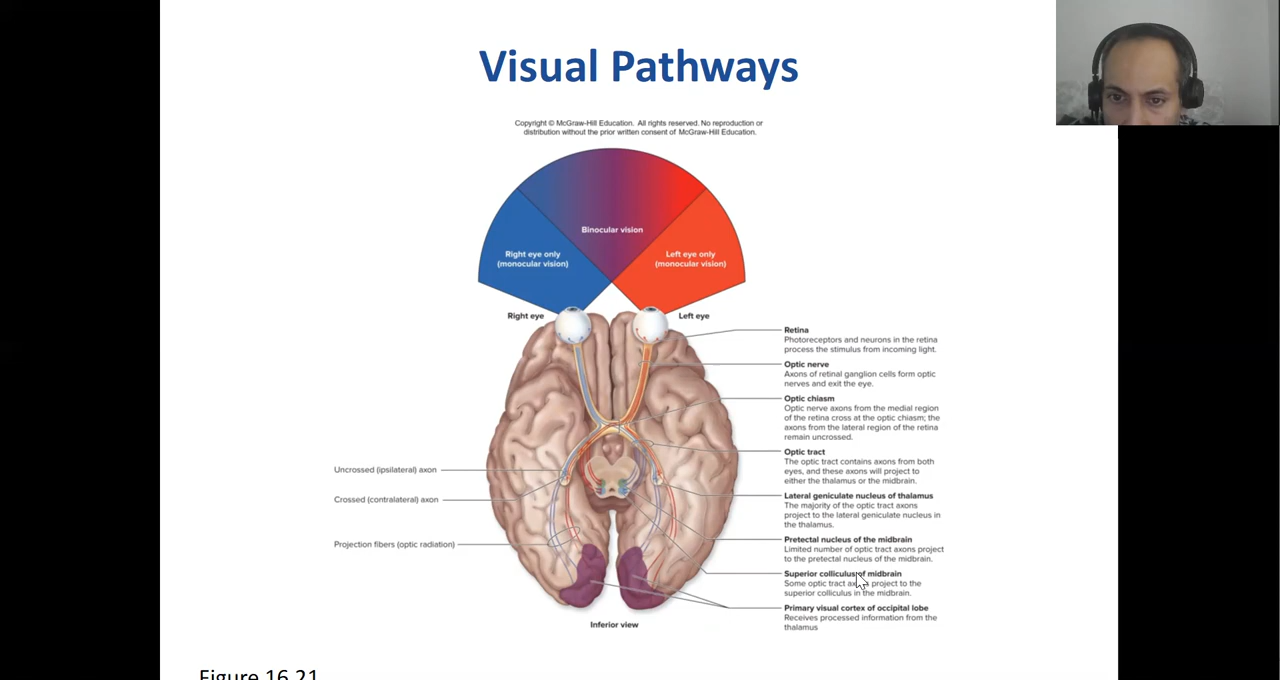 Visual Pathways
Copyright © McGraw-Hill Education. All rights reserved. No reproduction or
distribution without the prior written consent of McGraw-Hill Education.
Binocular vision
Right eye only
(monocular vision)
Left eye only
(monocular vision)
Right eye
Left eye
Retina
Photoreceptors and neurons in the retina
process the stimulus from incoming light.
Optic nerve
Axons of retinal ganglion cells form optic
nerves and exit the eye.
Optic chiasm
Optic nerve axons from the medial region
of the retina cross at the optic chiasm; the
axons from the lateral region of the retina
remain uncrossed.
Optic tract
The optic tract contains axons from both
eyes, and these axons will project to
either the thalamus or the midbrain.
Uncrossed (ipsilateral) axon
Crossed (contralateral) axon
Projection fibers (optic radiation)
Lateral geniculate nucleus of thalamus
The majority of the optic tract axons
project to the lateral geniculate nucleus in
the thalamus.
Pretectal nucleus of the midbrain
Limited number of optic tract axons project
to the pretectal nucleus of the midbrain.
Superior colliculus of midbrain
Some optic tract axons project to the
superior colliculus in the midbrain.
Primary visual cortex of occipital lobe
Receives processed information from the
thalamus
Inferior view
Figure 16.21